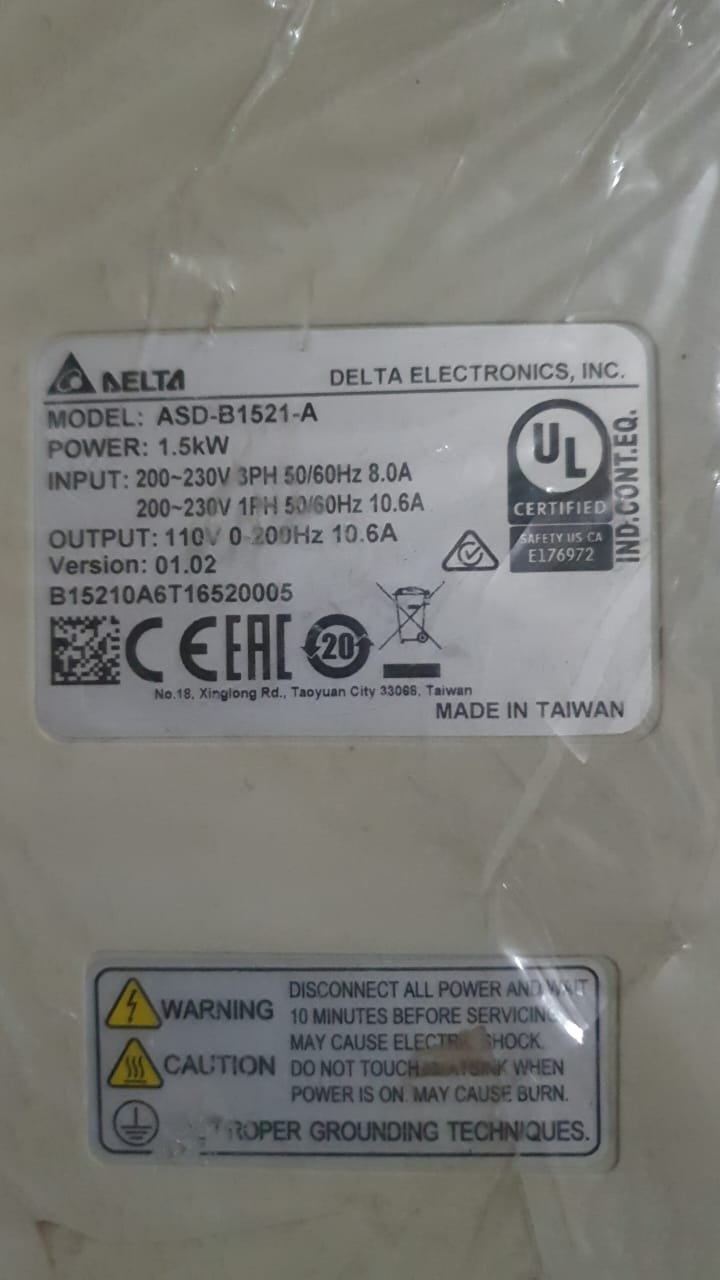 DELTA DELTA ELECTRONICS, INC.
MODEL: ASD-B1521-A
POWER: 1.5kW
INPUT: 200~230V 3PH 50/60Hz 8.0A
200~230V 1PH 50/60Hz 10.6A
OUTPUT: 110V 0-200Hz 10.6A
Version: 01.02
B15210A6T16520005
UL
CERTIFIED
SAFETY US CA
E176972
IND.CONT.EQ.
CE EAC 20
No.18, Xinglong Rd., Taoyuan City 33068, Taiwan
MADE IN TAIWAN
WARNING
DISCONNECT ALL POWER AND WAIT
10 MINUTES BEFORE SERVICING.
MAY CAUSE ELECTRIC SHOCK.
CAUTION
DO NOT TOUCH HEATSINK WHEN
POWER IS ON. MAY CAUSE BURN.
PROPER GROUNDING TECHNIQUES.